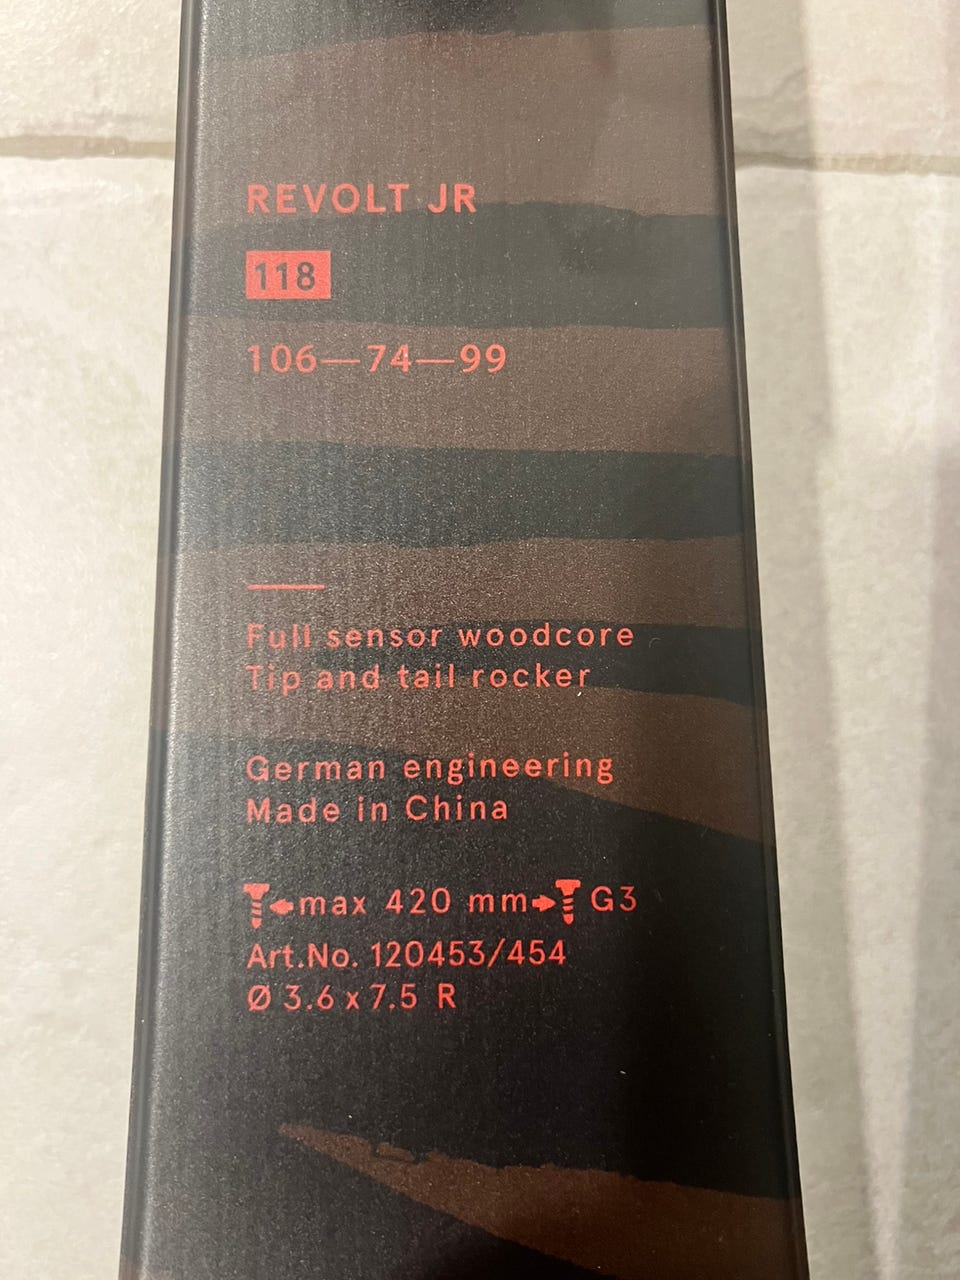 REVOLT JR
118
106—74—99
Full sensor woodcore
Tip and tail rocker
German engineering
Made in China
max 420 mm G3
Art.No. 120453/454
Ø 3.6 x 7.5 R